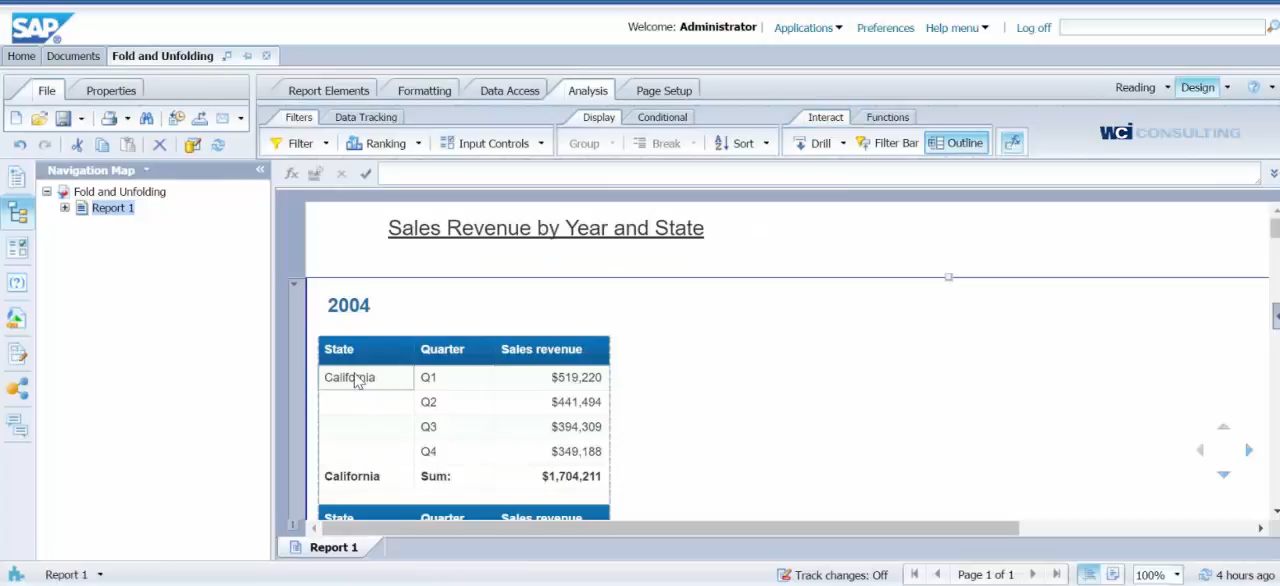 SAP
Welcome: Administrator | Applications Preferences Help menu | Log off
Home Documents Fold and Unfolding
File Properties Report Elements Formatting Data Access Analysis Page Setup Reading Design
Filters Data Tracking Display Conditional Interact Functions
WCI CONSULTING
Filter Ranking Input Controls Group Break Sort Drill Filter Bar Outline
Navigation Map
Fold and Unfolding
Report 1
Sales Revenue by Year and State
2004
State Quarter Sales revenue
California Q1 $519,220
Q2 $441,494
Q3 $394,309
Q4 $349,188
California Sum: $1,704,211
State Quarter Sales revenue
1
Report 1
Report 1 Track changes: Off Page 1 of 1 100% 4 hours ago